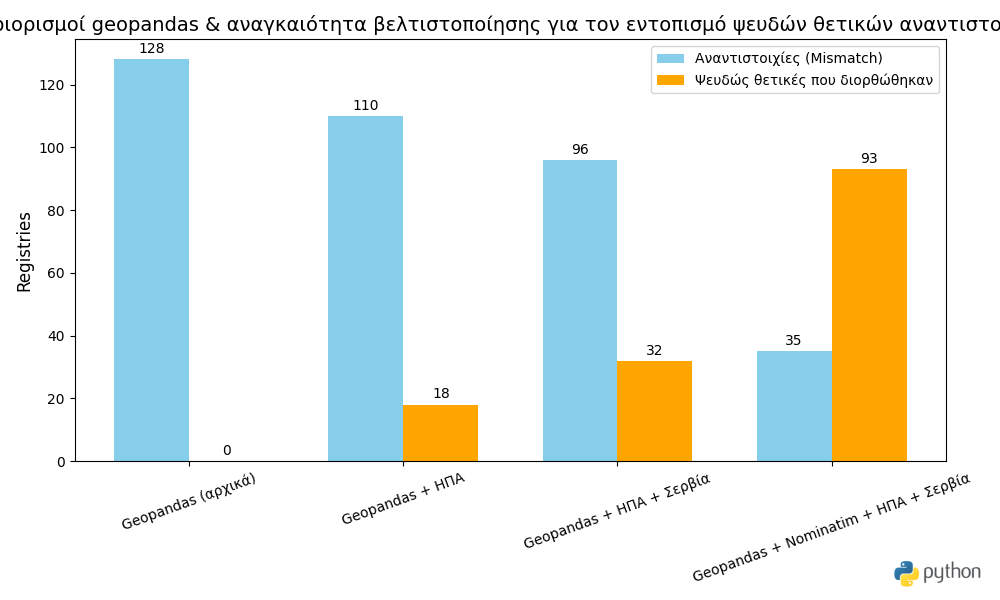 ιορισμοί geopandas & αναγκαιότητα βελτιστοποίησης για τον εντοπισμό ψευδών θετικών αναντιστο
Αναντιστοιχίες (Mismatch)
Ψευδώς θετικές που διορθώθηκαν
Registries
120
100
80
60
40
20
0
128
0
110
18
96
32
35
93
Geopandas (αρχικά)
Geopandas + ΗΠΑ
Geopandas + ΗΠΑ + Σερβία
Geopandas + Nominatim + ΗΠΑ + Σερβία
python